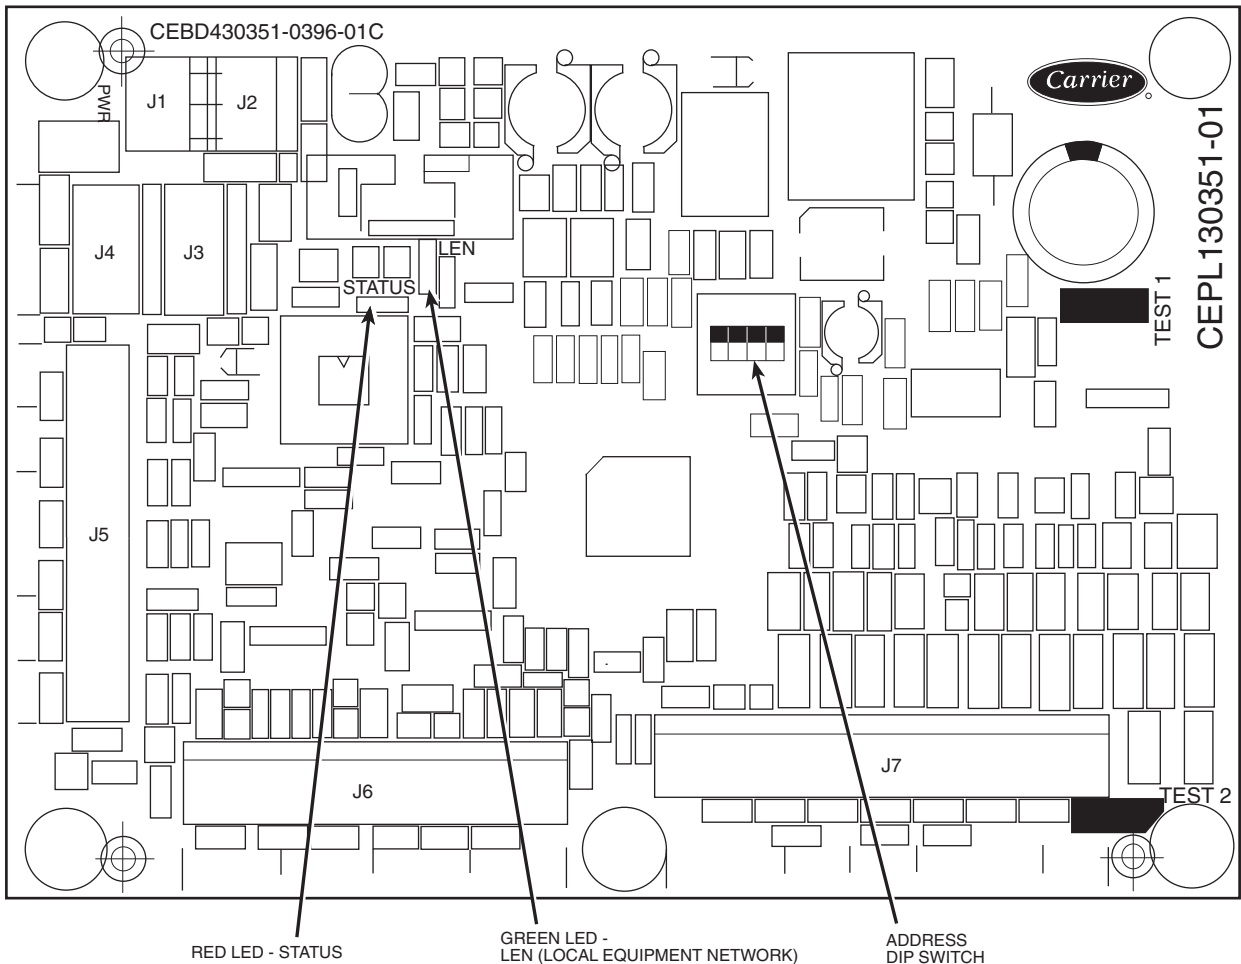 CEBD430351-0396-01C
Carrier
PWR
J1
J2
CEPL130351-01
J4
J3
LEN
STATUS
TEST 1
J5
J7
J6
TEST 2
RED LED - STATUS
GREEN LED -
LEN (LOCAL EQUIPMENT NETWORK)
ADDRESS
DIP SWITCH